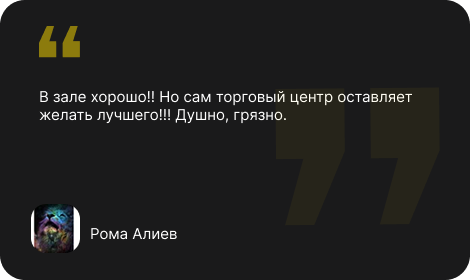 В зале хорошо!! Но сам торговый центр оставляет
желать лучшего!!! Душно, грязно.
Рома Алиев